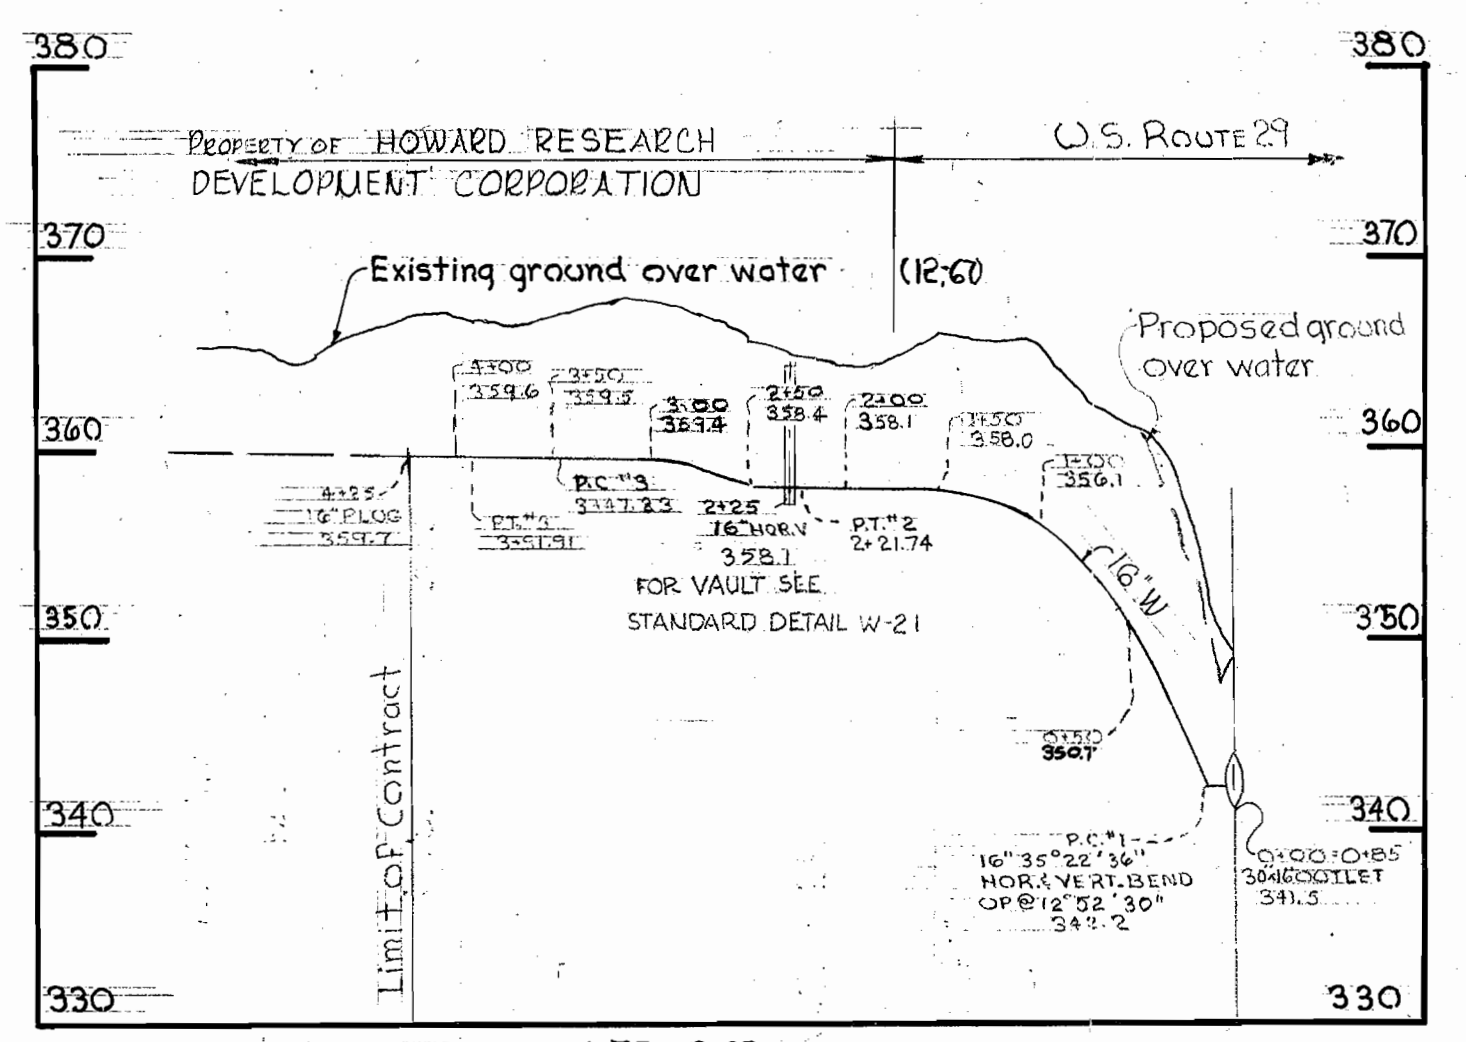 380
380
PROPERTY OF HOWARD RESEARCH
DEVELOPMENT CORPORATION
U.S. ROUTE 29
370
370
Existing ground over water
Proposed ground
over water
4+00
359.6
3+50
359.5
3+00
359.4
2+50
358.4
2+00
358.1
1+50
358.0
1+00
356.1
360
360
4+25
16" PLUG
359.7
P.T.#3
P.C.#3
2+25
16" HOR.V
358.1
FOR VAULT SEE
STANDARD DETAIL W-21
P.T.#2
2+21.74
16" W
350
350
0+50
350.7
Limit of Contract
340
340
P.C.#1
16" 35°22'36"
HOR.& VERT. BEND
UP @ 12°52'30"
342.2
0+00=0+85
OUTLET
341.5
330
330